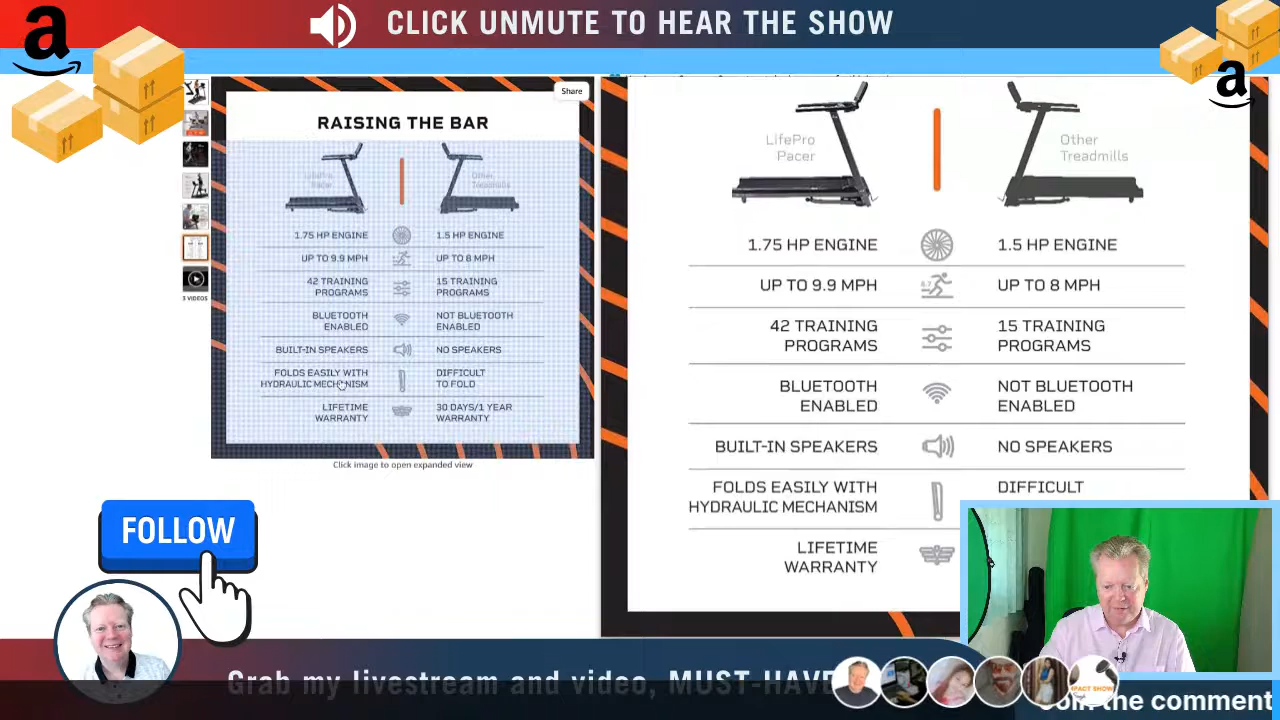 CLICK UNMUTE TO HEAR THE SHOW
Share
RAISING THE BAR
LifePro
Pacer
Other
Treadmills
1.75 HP ENGINE
1.5 HP ENGINE
UP TO 9.9 MPH
UP TO 8 MPH
42 TRAINING
PROGRAMS
15 TRAINING
PROGRAMS
BLUETOOTH
ENABLED
NOT BLUETOOTH
ENABLED
BUILT-IN SPEAKERS
NO SPEAKERS
FOLDS EASILY WITH
HYDRAULIC MECHANISM
DIFFICULT
TO FOLD
LIFETIME
WARRANTY
30 DAYS/1 YEAR
WARRANTY
3 VIDEOS
Click image to open expanded view
LifePro
Pacer
Other
Treadmills
1.75 HP ENGINE
1.5 HP ENGINE
UP TO 9.9 MPH
UP TO 8 MPH
42 TRAINING
PROGRAMS
15 TRAINING
PROGRAMS
BLUETOOTH
ENABLED
NOT BLUETOOTH
ENABLED
BUILT-IN SPEAKERS
NO SPEAKERS
FOLDS EASILY WITH
HYDRAULIC MECHANISM
DIFFICULT
LIFETIME
WARRANTY
FOLLOW
Grab my livestream and video, MUST-HAVE
the comment